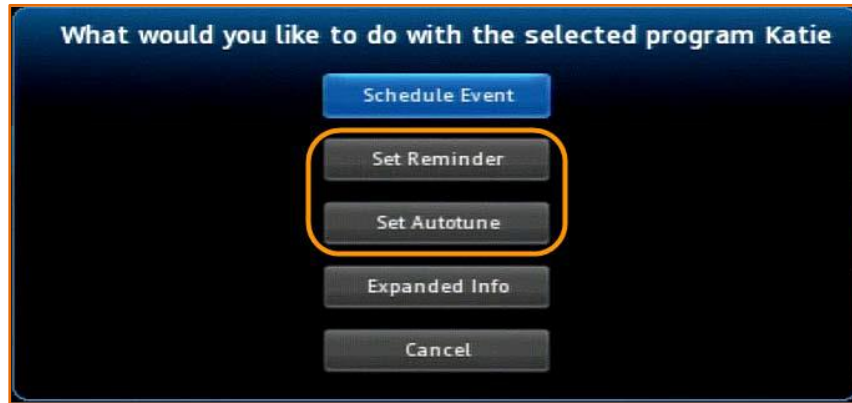 What would you like to do with the selected program Katie
Schedule Event
Set Reminder
Set Autotune
Expanded Info
Cancel